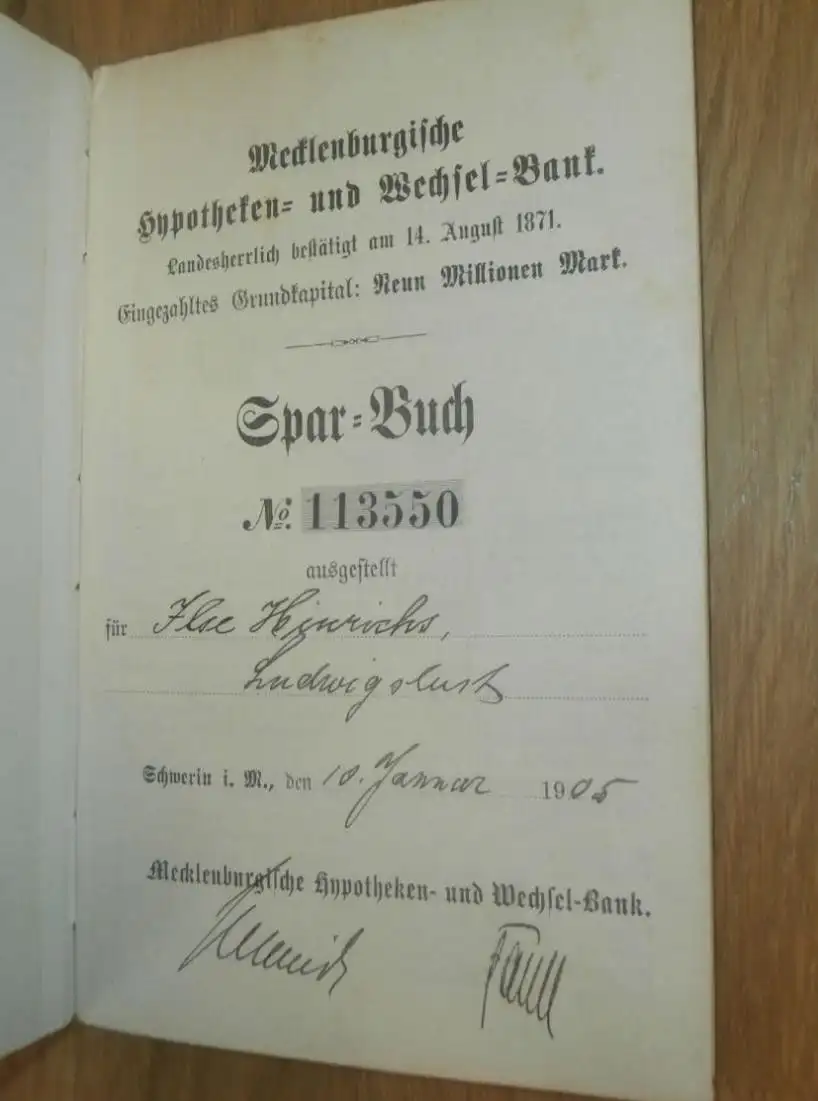 Mecklenburgische
Hypotheken- und Wechsel-Bank.
Landesherrlich bestätigt am 14. August 1871.
Eingezahltes Grundkapital: Neun Millionen Mark.
Spar-Buch
No. 113550
ausgestellt
für Ilse Hinrichs,
Ludwigslust
Schwerin i. M., den 10. Januar 1905
Mecklenburgische Hypotheken- und Wechsel-Bank.